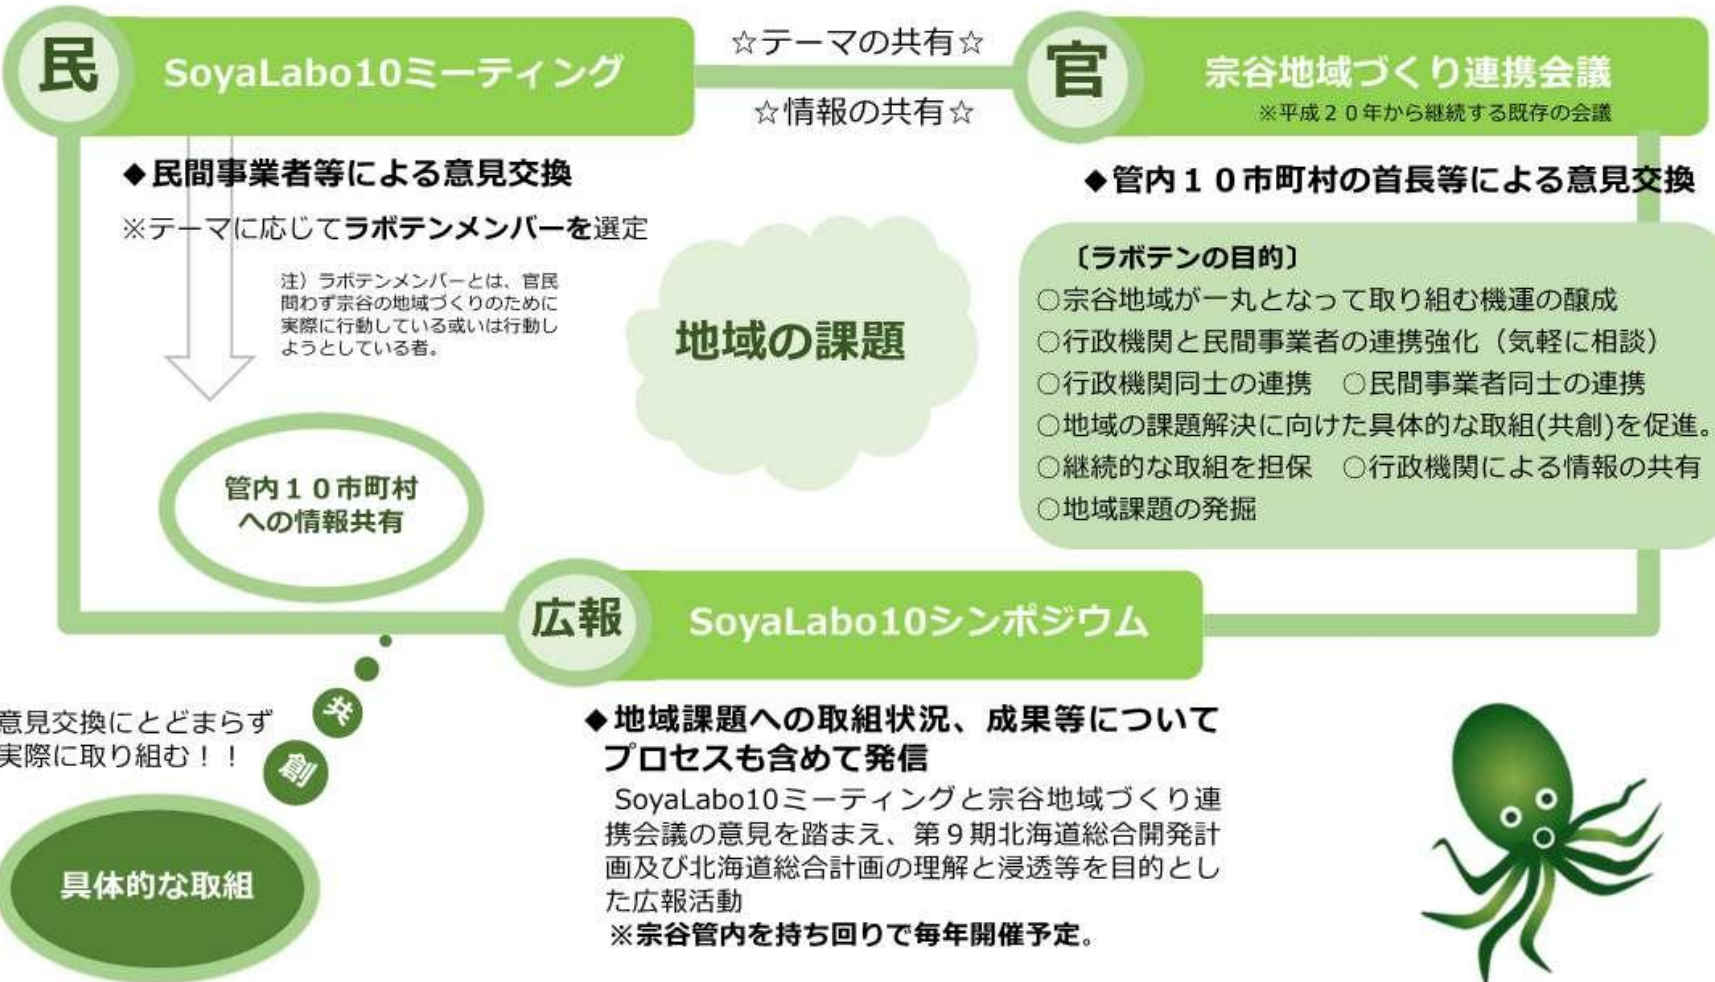 民
SoyaLabo10ミーティング
☆テーマの共有☆
☆情報の共有☆
官
宗谷地域づくり連携会議
※平成２０年から継続する既存の会議
◆民間事業者等による意見交換
※テーマに応じてラボテンメンバーを選定
注）ラボテンメンバーとは、官民
問わず宗谷の地域づくりのために
実際に行動している或いは行動し
ようとしている者。
管内１０市町村
への情報共有
地域の課題
◆管内１０市町村の首長等による意見交換
〔ラボテンの目的〕
○宗谷地域が一丸となって取り組む機運の醸成
○行政機関と民間事業者の連携強化（気軽に相談）
○行政機関同士の連携　○民間事業者同士の連携
○地域の課題解決に向けた具体的な取組(共創)を促進。
○継続的な取組を担保　○行政機関による情報の共有
○地域課題の発掘
広報
SoyaLabo10シンポジウム
◆地域課題への取組状況、成果等について
プロセスも含めて発信
SoyaLabo10ミーティングと宗谷地域づくり連
携会議の意見を踏まえ、第９期北海道総合開発計
画及び北海道総合計画の理解と浸透等を目的とし
た広報活動
※宗谷管内を持ち回りで毎年開催予定。
共
創
意見交換にとどまらず
実際に取り組む！！
具体的な取組